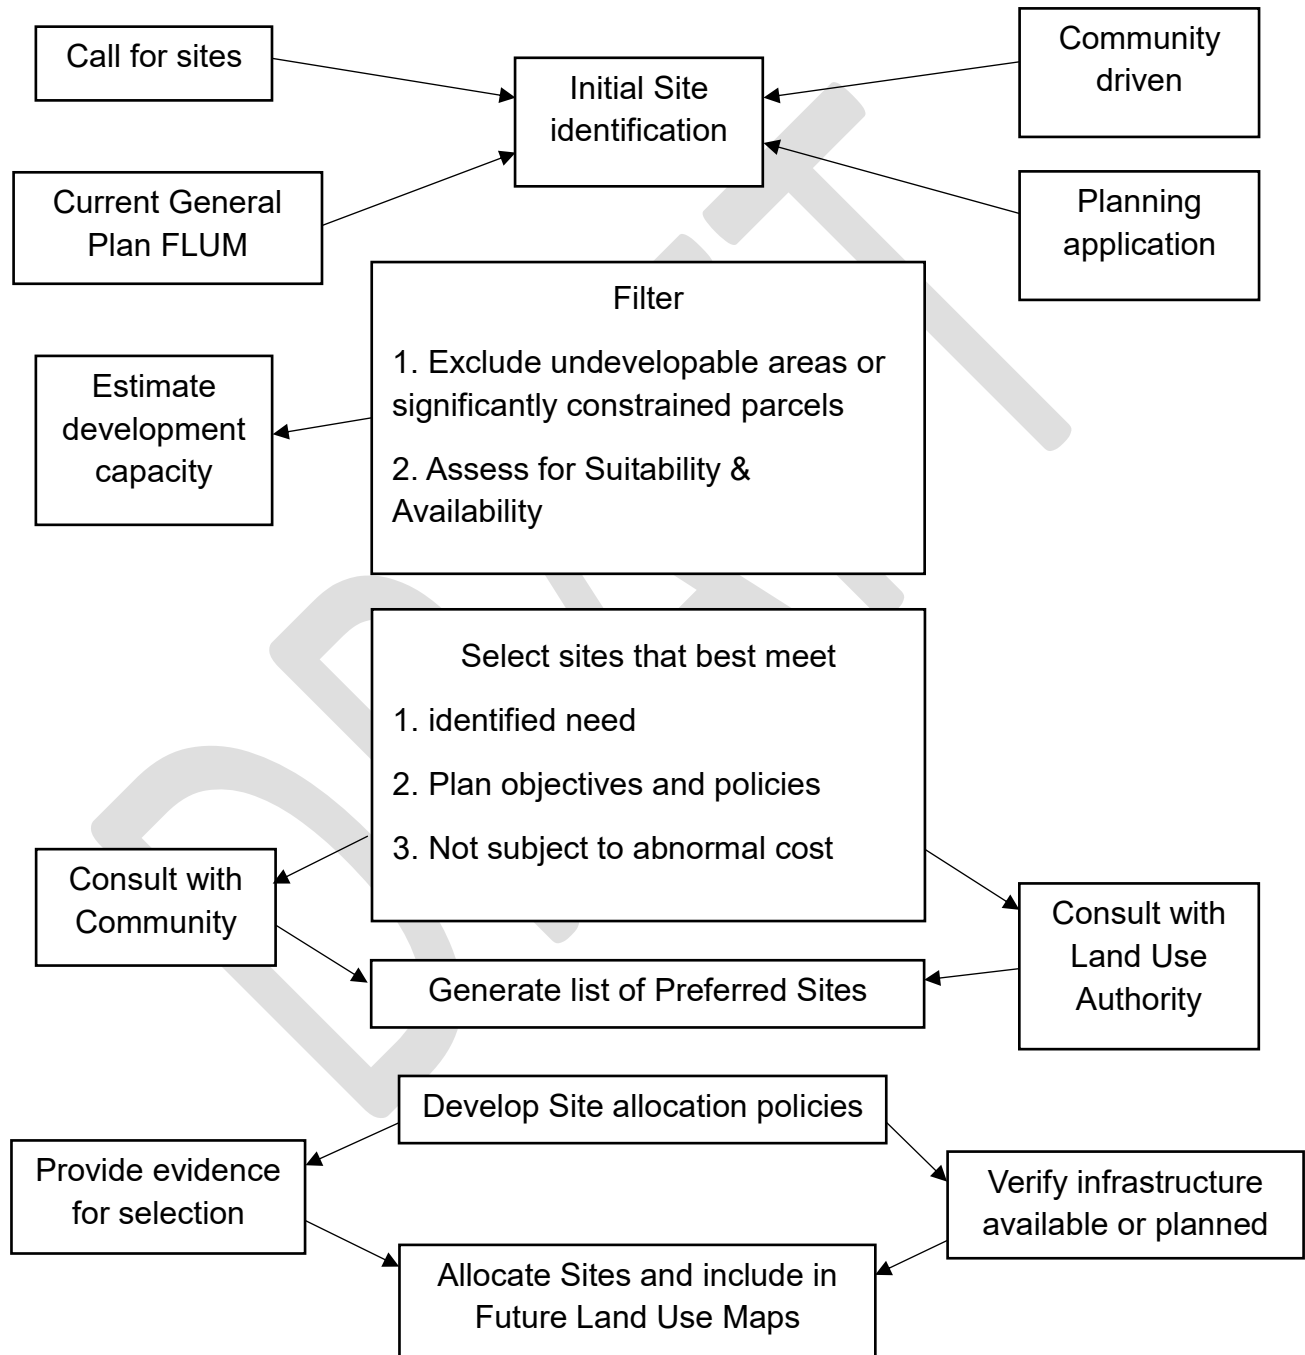 Call for sites
Initial Site
identification
Community
driven
Current General
Plan FLUM
Planning
application
Filter
1. Exclude undevelopable areas or
significantly constrained parcels
2. Assess for Suitability &
Availability
Estimate
development
capacity
Select sites that best meet
1. identified need
2. Plan objectives and policies
3. Not subject to abnormal cost
Consult with
Community
Consult with
Land Use
Authority
Generate list of Preferred Sites
Develop Site allocation policies
Provide evidence
for selection
Verify infrastructure
available or planned
Allocate Sites and include in
Future Land Use Maps
DRAFT